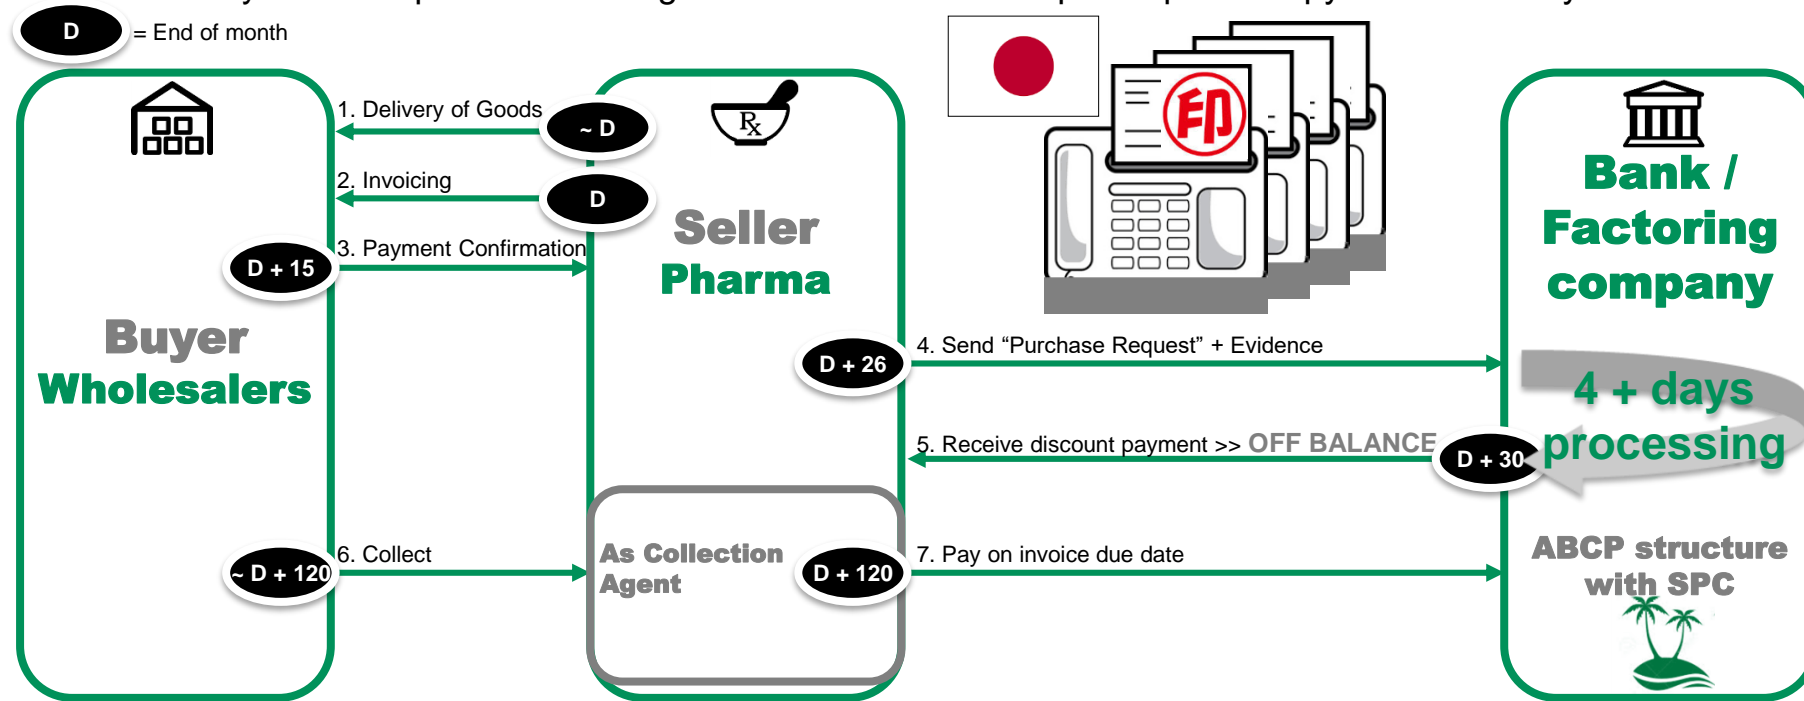 D
= End of month
1. Delivery of Goods
~ D
2. Invoicing
D
3. Payment Confirmation
D + 15
Buyer
Wholesalers
Rx
Seller
Pharma
印
Bank /
Factoring
company
D + 26
4. Send “Purchase Request” + Evidence
4 + days
processing
5. Receive discount payment >> OFF BALANCE
D + 30
~ D + 120
6. Collect
As Collection
Agent
D + 120
7. Pay on invoice due date
ABCP structure
with SPC